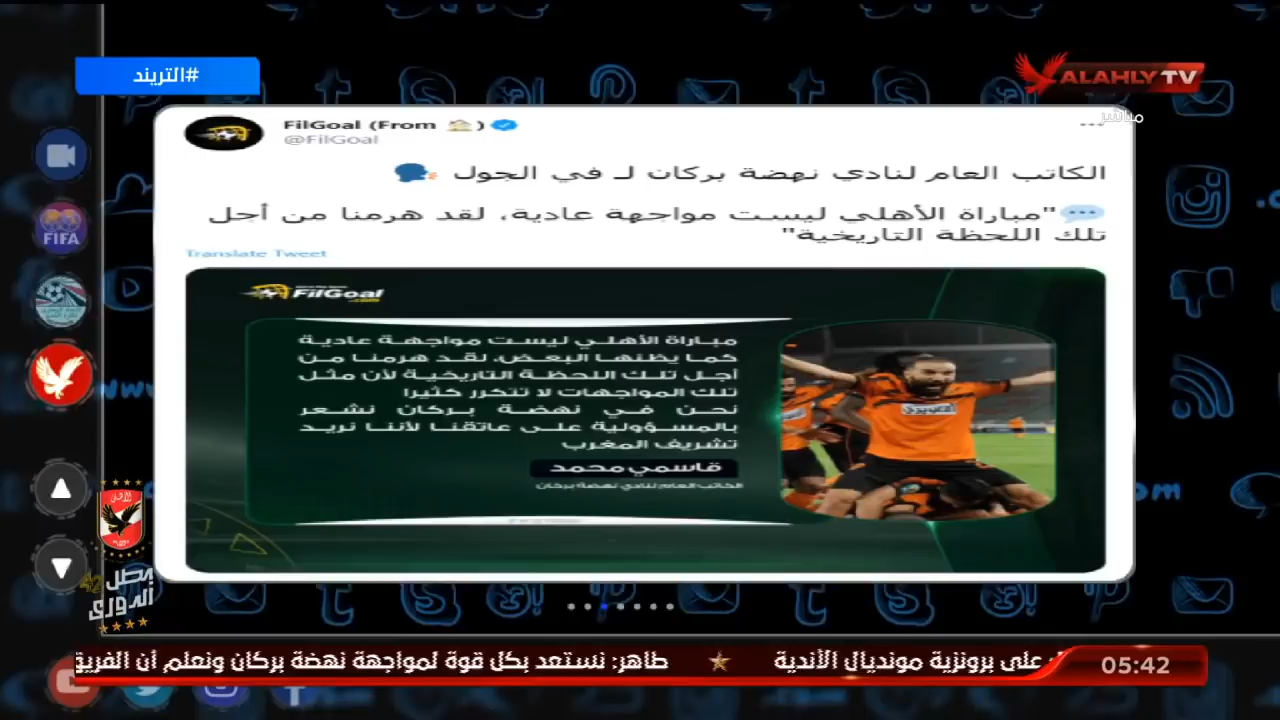 #التريند
ALAHLY TV
مباشر
FilGoal (From 🏠)
@FilGoal
الكاتب العام لنادي نهضة بركان لـ في الجول 🗣️
💬"مباراة الأهلي ليست مواجهة عادية، لقد هرمنا من أجل
تلك اللحظة التاريخية"
Translate Tweet
FilGoal
.com
مباراة الأهلي ليست مواجهة عادية
كما يظنها البعض، لقد هرمنا من
أجل تلك اللحظة التاريخية لأن مثل
تلك المواجهات لا تتكرر كثيرا
نحن في نهضة بركان نشعر
بالمسؤولية على عاتقنا لأننا نريد
تشريف المغرب
قاسمي محمد
الكاتب العام لنادي نهضة بركان
FIFA
بطل
الدوري
على برونزية مونديال الأندية ★ طاهر: نستعد بكل قوة لمواجهة نهضة بركان ونعلم أن الفريق
05:42